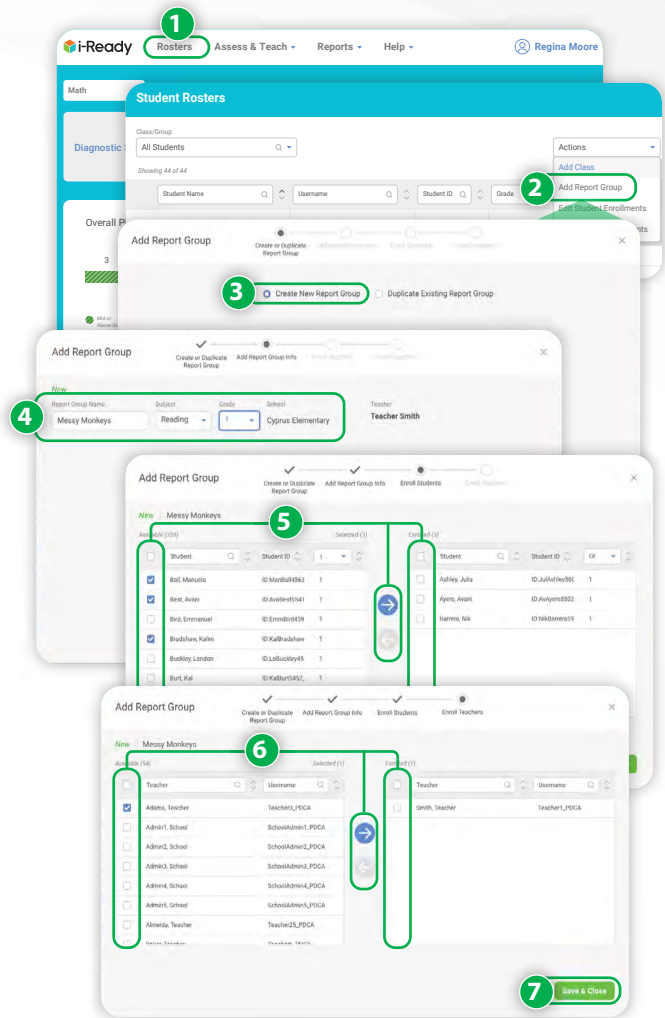 1
i-Ready Rosters Assess & Teach Reports Help Regina Moore
Math
Student Rosters
Class/Group
All Students
Actions
Diagnostic
Showing 44 of 44
Add Class
2
Add Report Group
Student Name Username Student ID Grade
Edit Student Enrollments
Overall
Add Report Group
Create or Duplicate
Report Group
3
3 Create New Report Group Duplicate Existing Report Group
Mid or
Above
Add Report Group
Create or Duplicate
Report Group
Add Report Group Info
New
4
Report Group Name Subject Grade School Teacher
Messy Monkeys Reading 1 Cyprus Elementary Teacher Smith
Add Report Group
Create or Duplicate
Report Group
Add Report Group Info Enroll Students
New Messy Monkeys
5
Available (359) Selected (3)
Student Student ID 1 Student Student ID
Ball, Manuela ID:ManBall4563 1 Ashley, Julia 1
Best, Avani ID:AvaBest5541 1 Ayers, Avani ID:AvAyers5502 1
Bird, Emmanuel ID:EmmBird459 1 Nik 1
Bradshaw, Kalen ID:KalBradshaw 1
Buckley, London ID:LoBuckley45 1
Burt, Kal ID:KalBurt5457, 1
Add Report Group
Create or Duplicate
Report Group
Add Report Group Info Enroll Students Enroll Teachers
New Messy Monkeys
6
Available (54) Selected (1) Enrolled (1)
Teacher Username Teacher Username
Adams, Teacher Teacher3_PDCA Smith, Teacher Teacher1_PDCA
Admin1, School SchoolAdmin1_PDCA
Admin2, School SchoolAdmin2_PDCA
Admin3, School SchoolAdmin3_PDCA
Admin4, School SchoolAdmin4_PDCA
Admin5, School SchoolAdmin5_PDCA
Almeida, Teacher Teacher25_PDCA
7
Save & Close